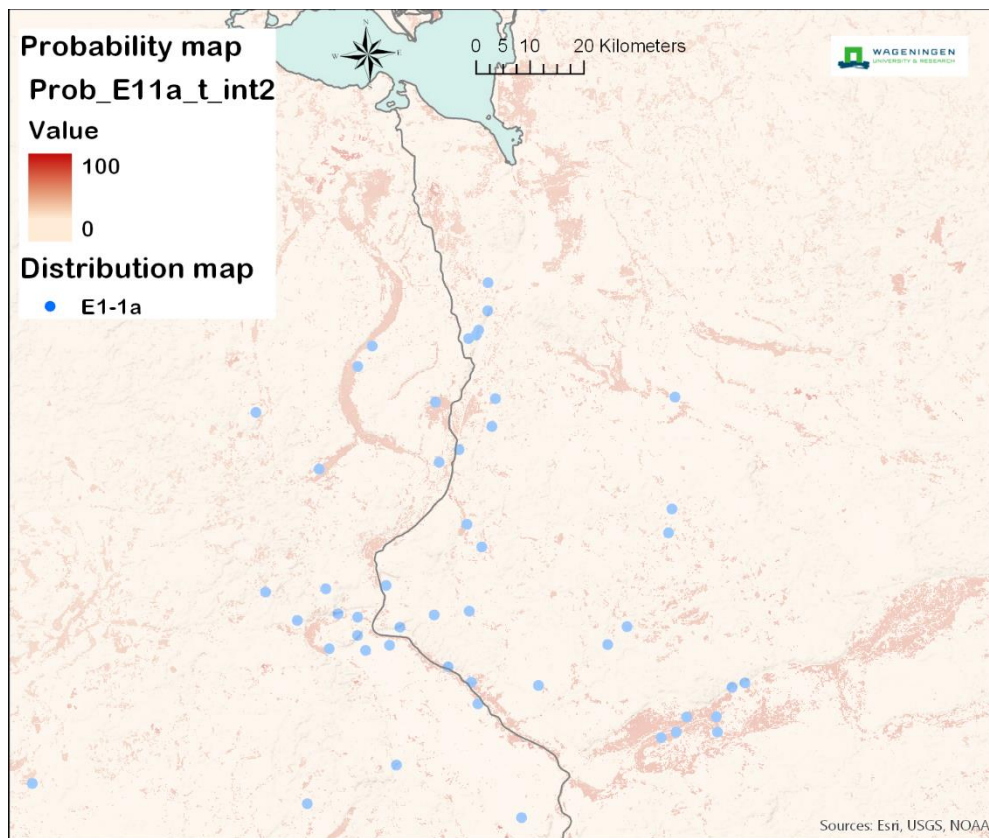 Probability map
Prob_E11a_t_int2
Value
100
0
Distribution map
E1-1a
N
E
S
W
0 5 10 20 Kilometers
WAGENINGEN
UNIVERSITY & RESEARCH
Sources: Esri, USGS, NOAA